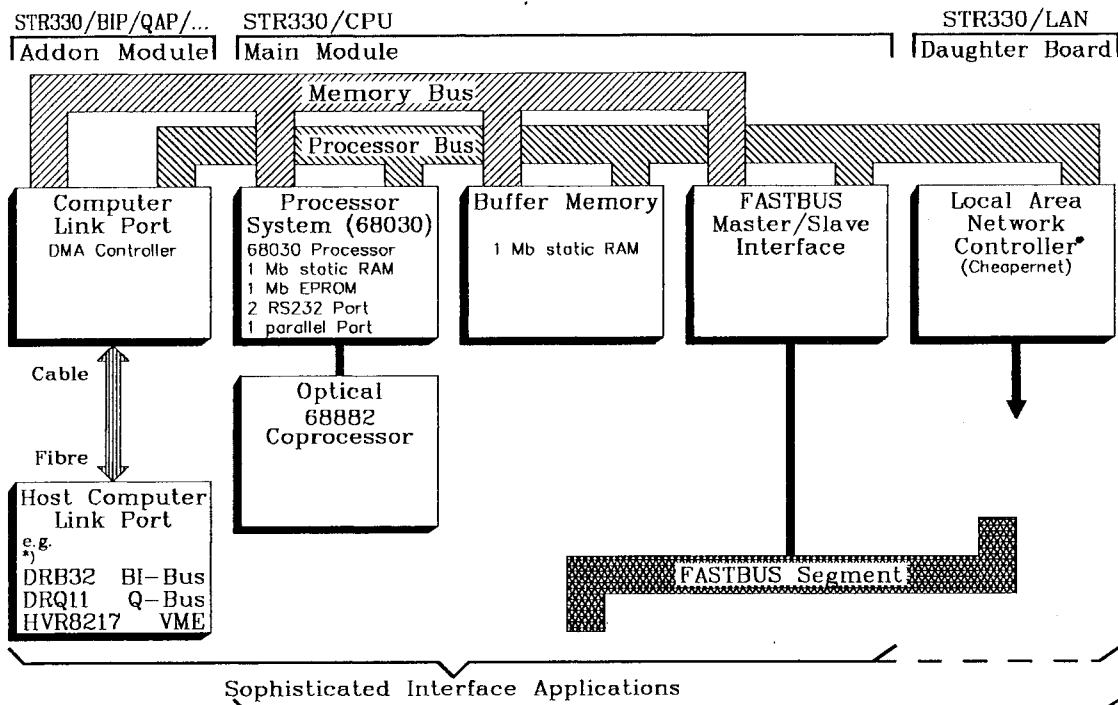 STR330/BIP/QAP/...
STR330/CPU
STR330/LAN
Addon Module
Main Module
Daughter Board
Memory Bus
Processor Bus
Computer
Link Port
DMA Controller
Processor
System (68030)
68030 Processor
1 Mb static RAM
1 Mb EPROM
2 RS232 Port
1 parallel Port
Buffer Memory
1 Mb static RAM
FASTBUS
Master/Slave
Interface
Local Area
Network
Controller*
(Cheapernet)
Cable
Fibre
Optical
68882
Coprocessor
Host Computer
Link Port
e.g.
*)
DRB32 BI-Bus
DRQ11 Q-Bus
HVR8217 VME
FASTBUS Segment
Sophisticated Interface Applications